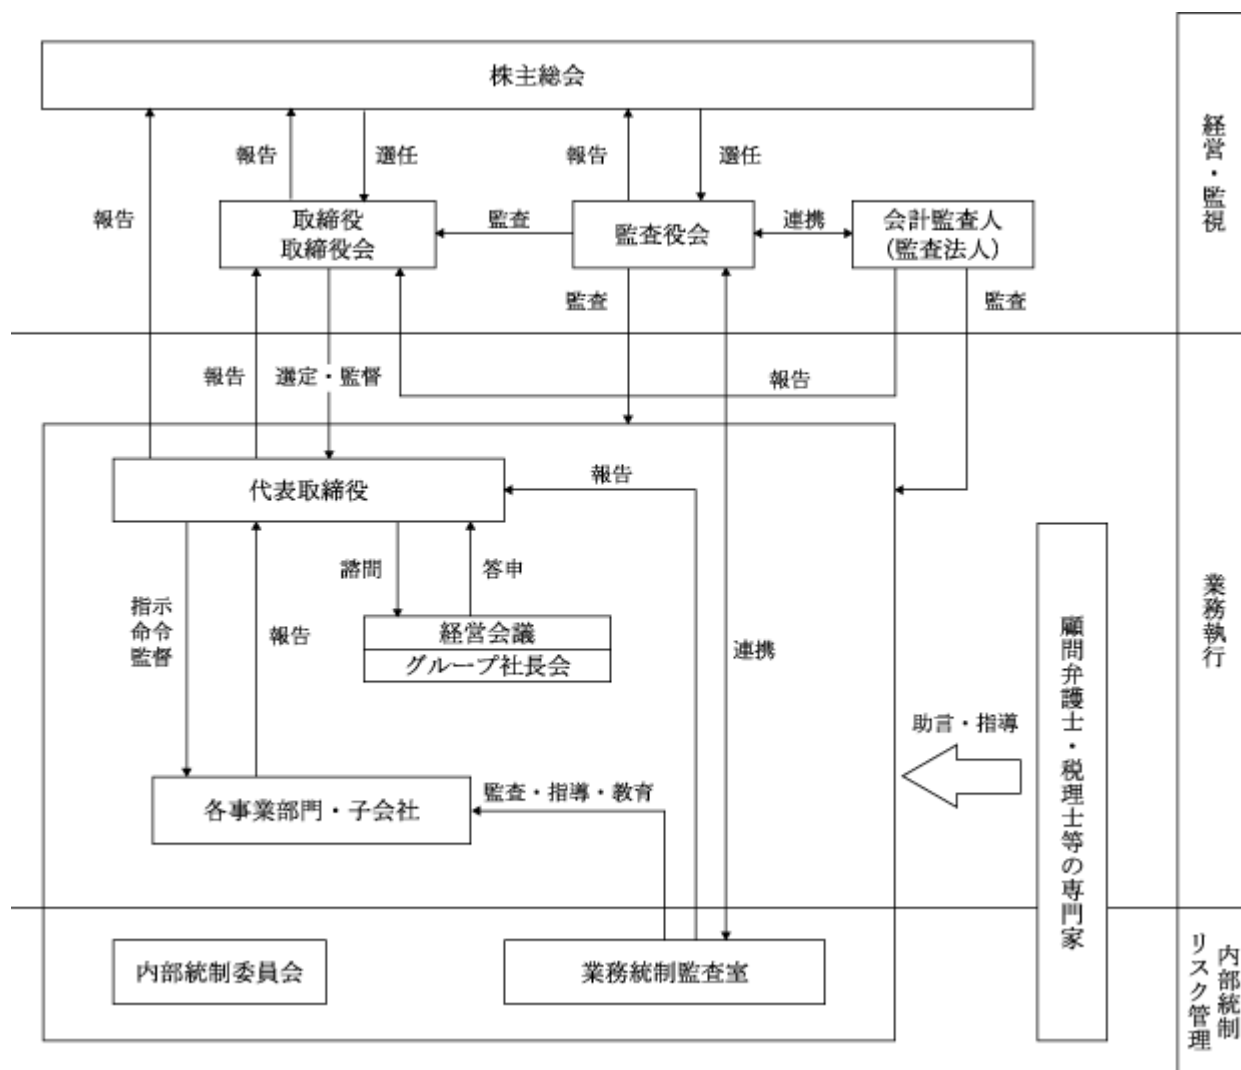 株主総会
報告
選任
報告
選任
報告
取締役
取締役会
監査
監査役会
連携
会計監査人
(監査法人)
監査
監査
経営・監視
報告
選定・監督
報告
代表取締役
報告
諮問
答申
指示
命令
監督
報告
経営会議
グループ社長会
連携
業務執行
助言・指導
顧問弁護士・税理士等の専門家
各事業部門・子会社
監査・指導・教育
内部統制委員会
業務統制監査室
内部統制
リスク管理